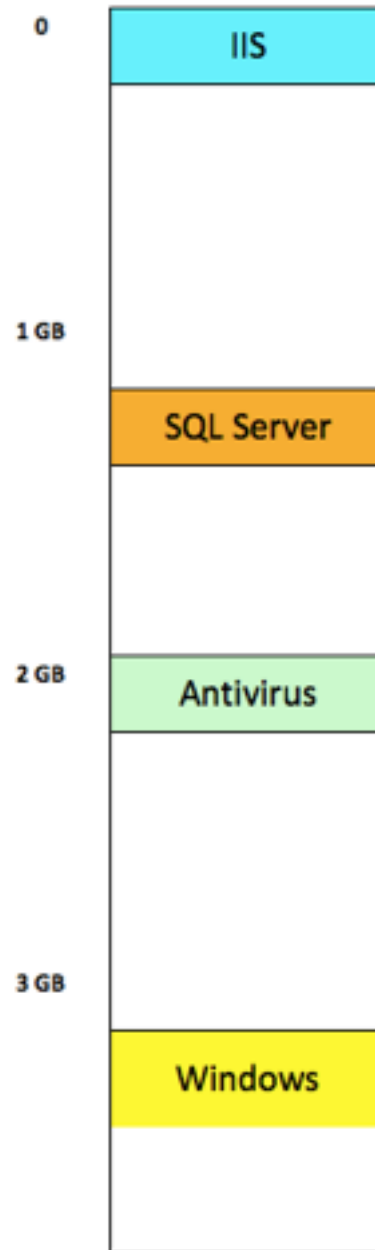 0
IIS
1 GB
SQL Server
2 GB
Antivirus
3 GB
Windows